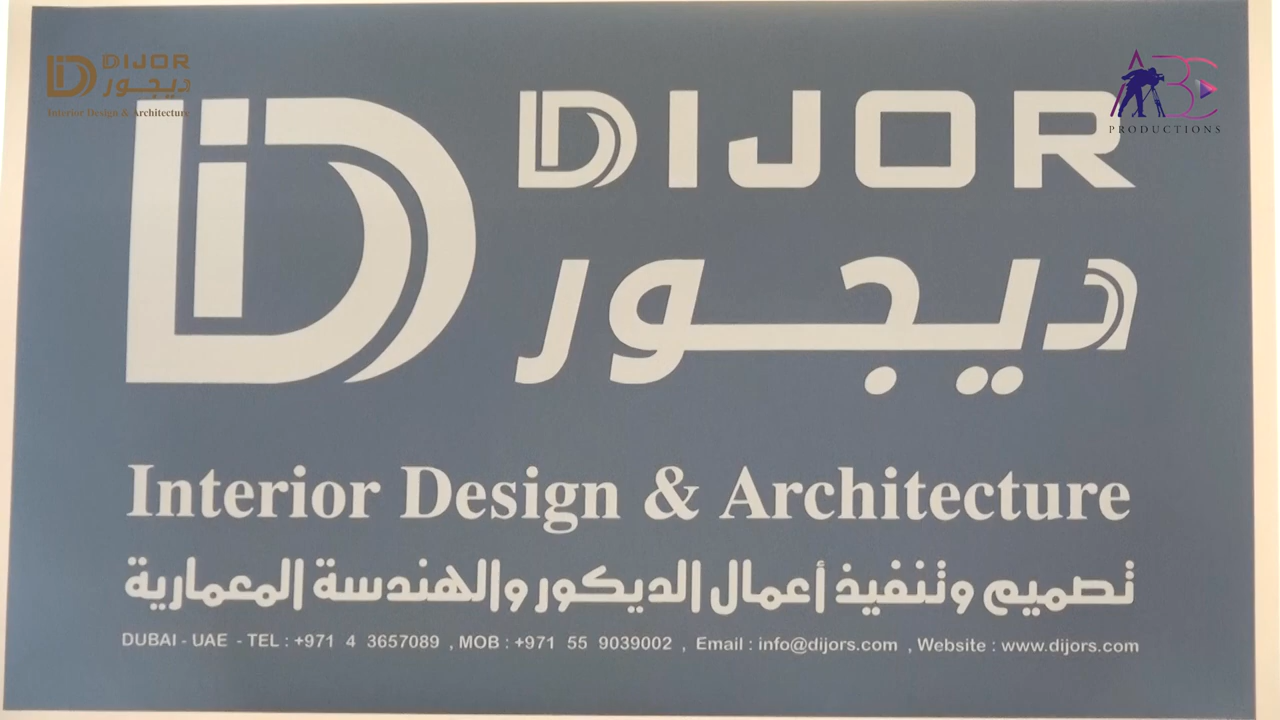 DIJOR
ديجور
Interior Design & Architecture
ABE
PRODUCTIONS
DIJOR
ديجور
Interior Design & Architecture
تصميم وتنفيذ أعمال الديكور والهندسة المعمارية
DUBAI - UAE - TEL : +971 4 3657089 , MOB : +971 55 9039002 , Email : info@dijors.com , Website : www.dijors.com